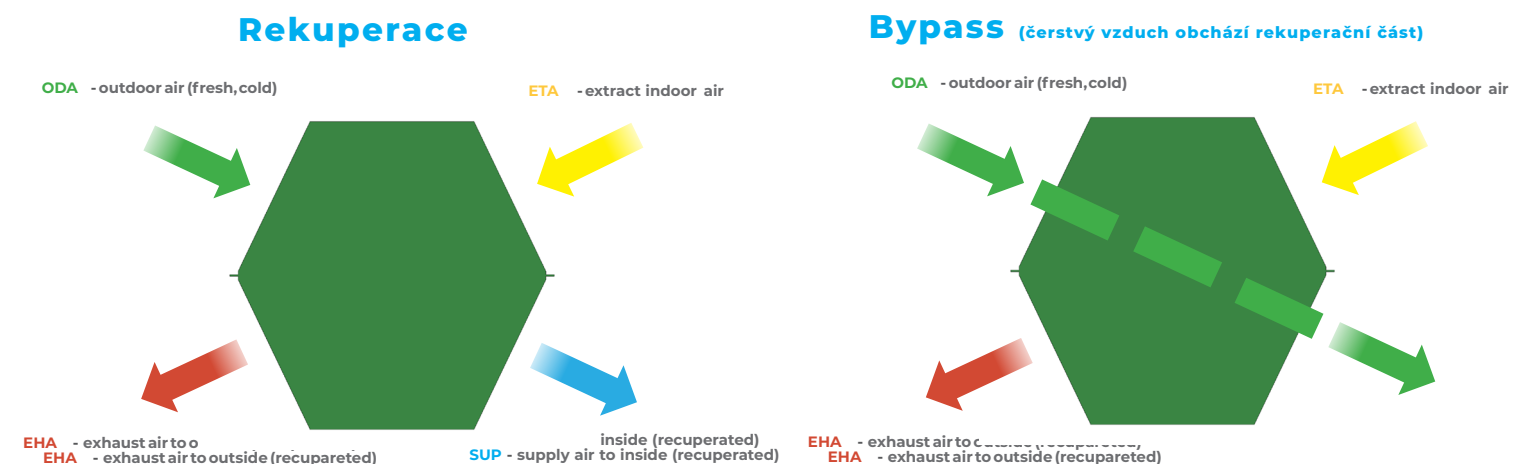 Rekuperace
Bypass (čerstvý vzduch obchází rekuperační část)
ODA - outdoor air (fresh, cold)
ETA - extract indoor air
ODA - outdoor air (fresh, cold)
ETA - extract indoor air
EHA - exhaust air to o
inside (recuperated)
EHA - exhaust air to outside (recupareted)
SUP - supply air to inside (recuperated)
EHA - exhaust air to outside (recupareted)
EHA - exhaust air to outside (recupareted)